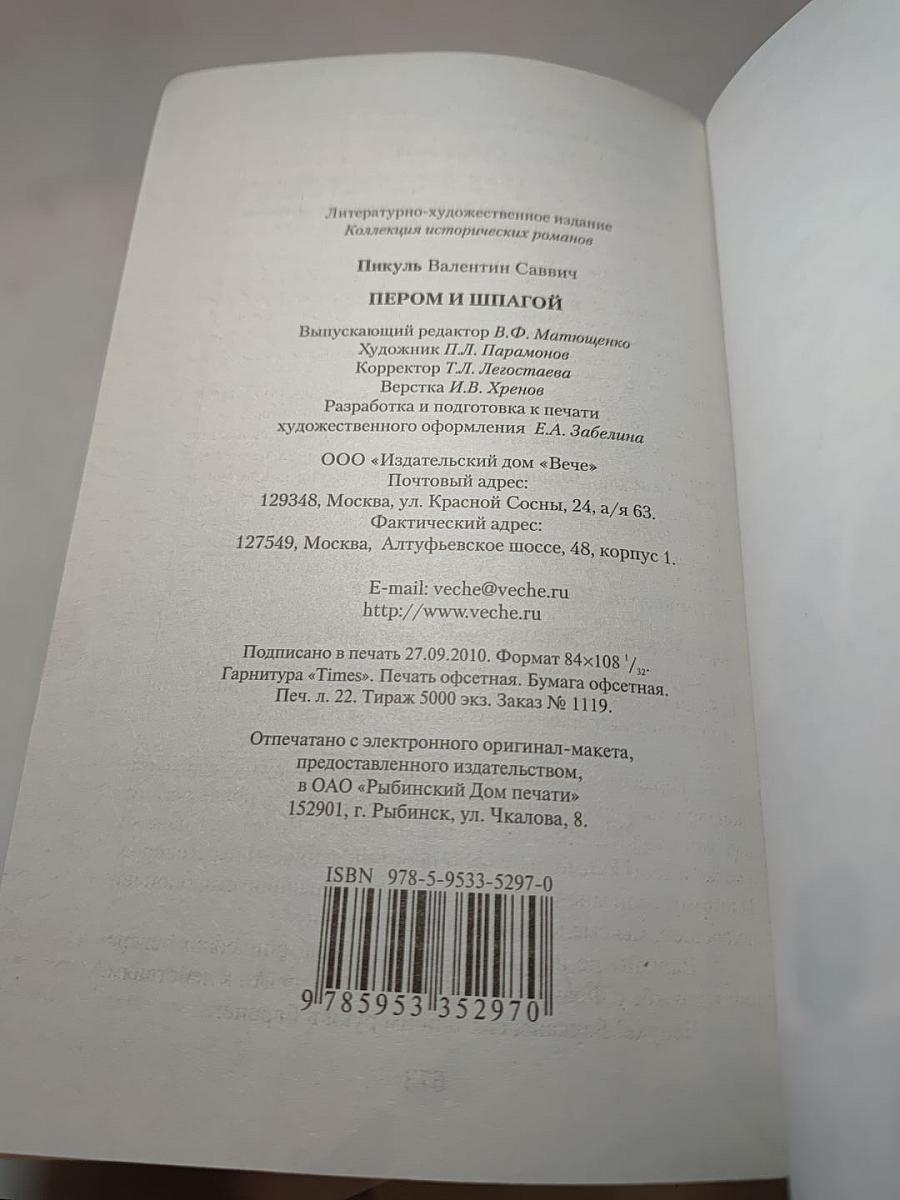 Литературно-художественное издание
Коллекция исторических романов
Пикуль Валентин Саввич
ПЕРОМ И ШПАГОЙ
Выпускающий редактор В.Ф. Матющенко
Художник П.Л. Парамонов
Корректор Т.Л. Легостаева
Верстка И.В. Хренов
Разработка и подготовка к печати
художественного оформления Е.А. Забелина
ООО «Издательский дом «Вече»
Почтовый адрес:
129348, Москва, ул. Красной Сосны, 24, а/я 63.
Фактический адрес:
127549, Москва, Алтуфьевское шоссе, 48, корпус 1.
E-mail: veche@veche.ru
http://www.veche.ru
Подписано в печать 27.09.2010. Формат 84×108 1/32.
Гарнитура «Times». Печать офсетная. Бумага офсетная.
Печ. л. 22. Тираж 5000 экз. Заказ № 1119.
Отпечатано с электронного оригинал-макета,
предоставленного издательством,
в ОАО «Рыбинский Дом печати»
152901, г. Рыбинск, ул. Чкалова, 8.
ISBN 978-5-9533-5297-0
9 785953 352970